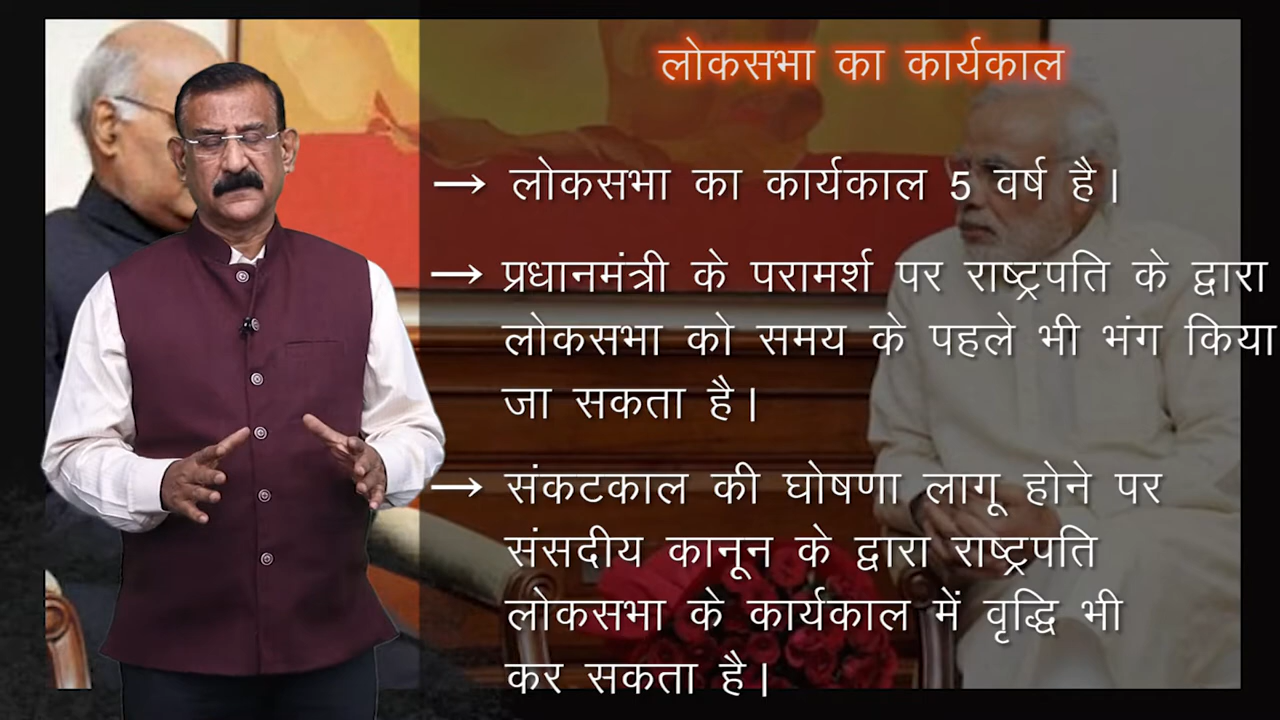 लोकसभा का कार्यकाल
→ लोकसभा का कार्यकाल 5 वर्ष है।
→ प्रधानमंत्री के परामर्श पर राष्ट्रपति के द्वारा
लोकसभा को समय के पहले भी भंग किया
जा सकता है।
→ संकटकाल की घोषणा लागू होने पर
संसदीय कानून के द्वारा राष्ट्रपति
लोकसभा के कार्यकाल में वृद्धि भी
कर सकता है।